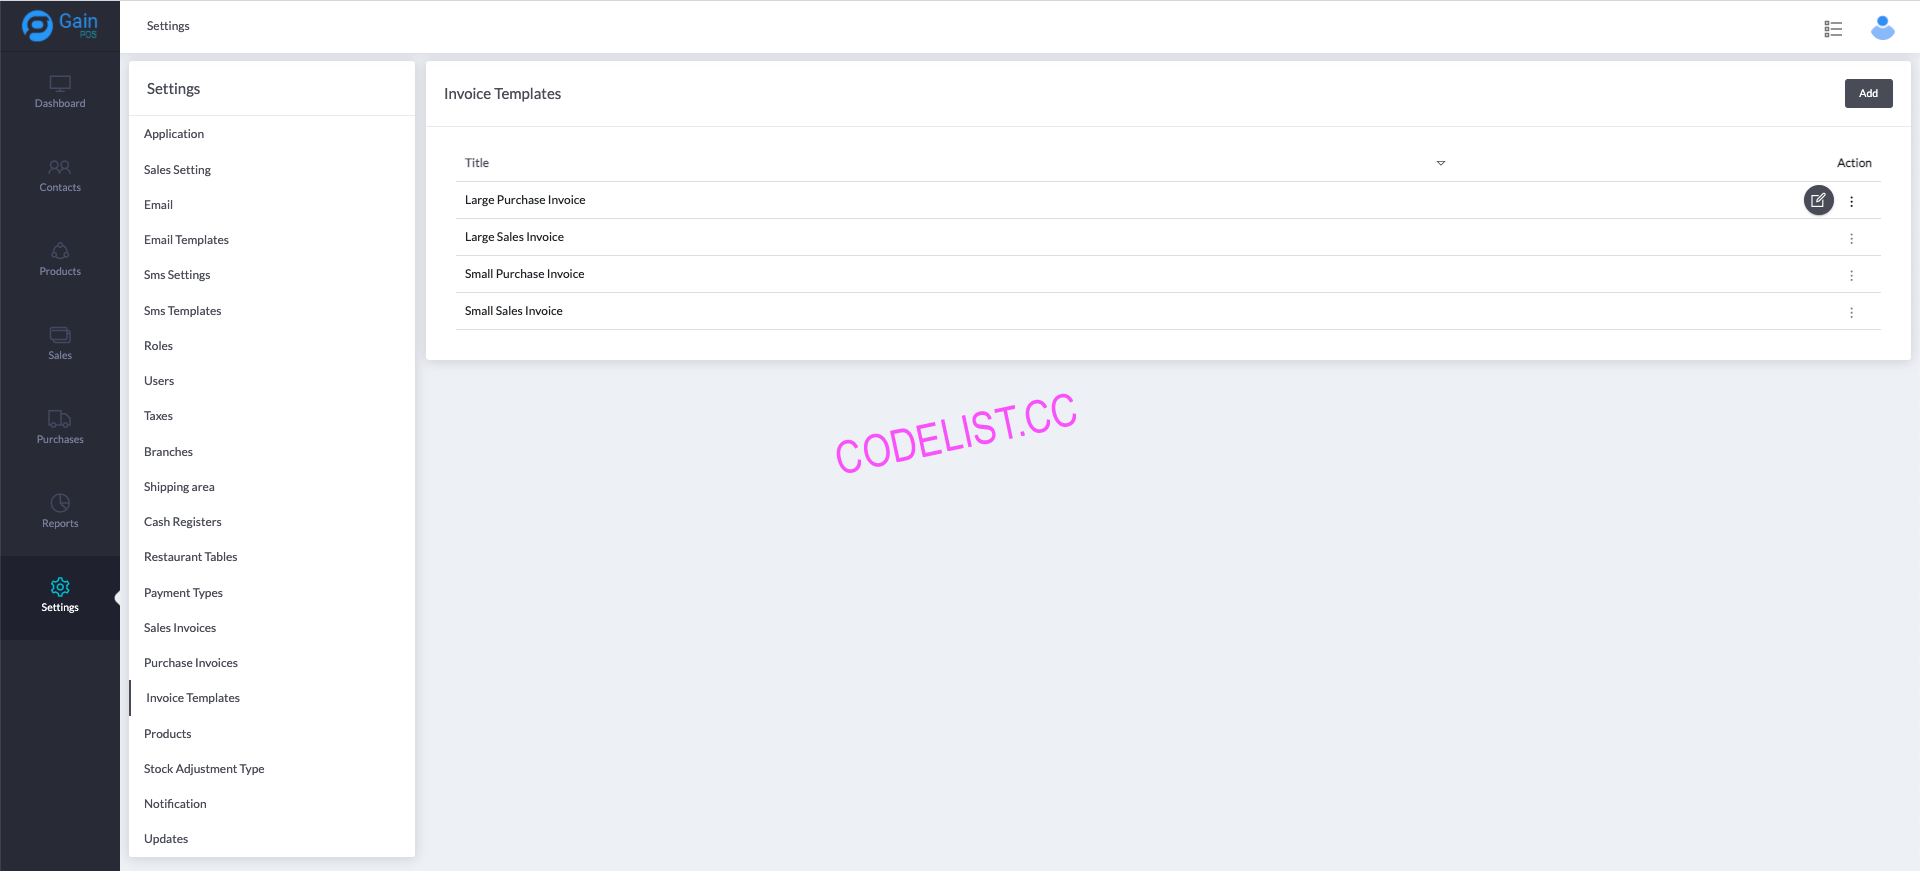 Gain
POS
Settings
Dashboard
Contacts
Products
Sales
Purchases
Reports
Settings
Settings
Application
Sales Setting
Email
Email Templates
Sms Settings
Sms Templates
Roles
Users
Taxes
Branches
Shipping area
Cash Registers
Restaurant Tables
Payment Types
Sales Invoices
Purchase Invoices
Invoice Templates
Products
Stock Adjustment Type
Notification
Updates
Invoice Templates
Add
Title Action
Large Purchase Invoice
Large Sales Invoice
Small Purchase Invoice
Small Sales Invoice
CODELIST.CC